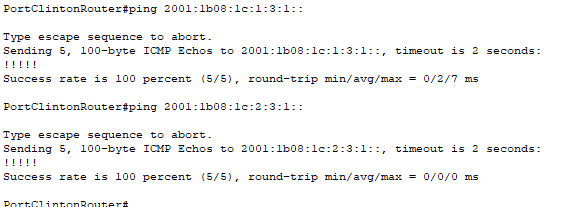 PortClintonRouter#ping 2001:1b08:1c:1:3:1::
Type escape sequence to abort.
Sending 5, 100-byte ICMP Echos to 2001:1b08:1c:1:3:1::, timeout is 2 seconds:
!!!!!
Success rate is 100 percent (5/5), round-trip min/avg/max = 0/2/7 ms
PortClintonRouter#ping 2001:1b08:1c:2:3:1::
Type escape sequence to abort.
Sending 5, 100-byte ICMP Echos to 2001:1b08:1c:2:3:1::, timeout is 2 seconds:
!!!!!
Success rate is 100 percent (5/5), round-trip min/avg/max = 0/0/0 ms
PortClintonRouter#